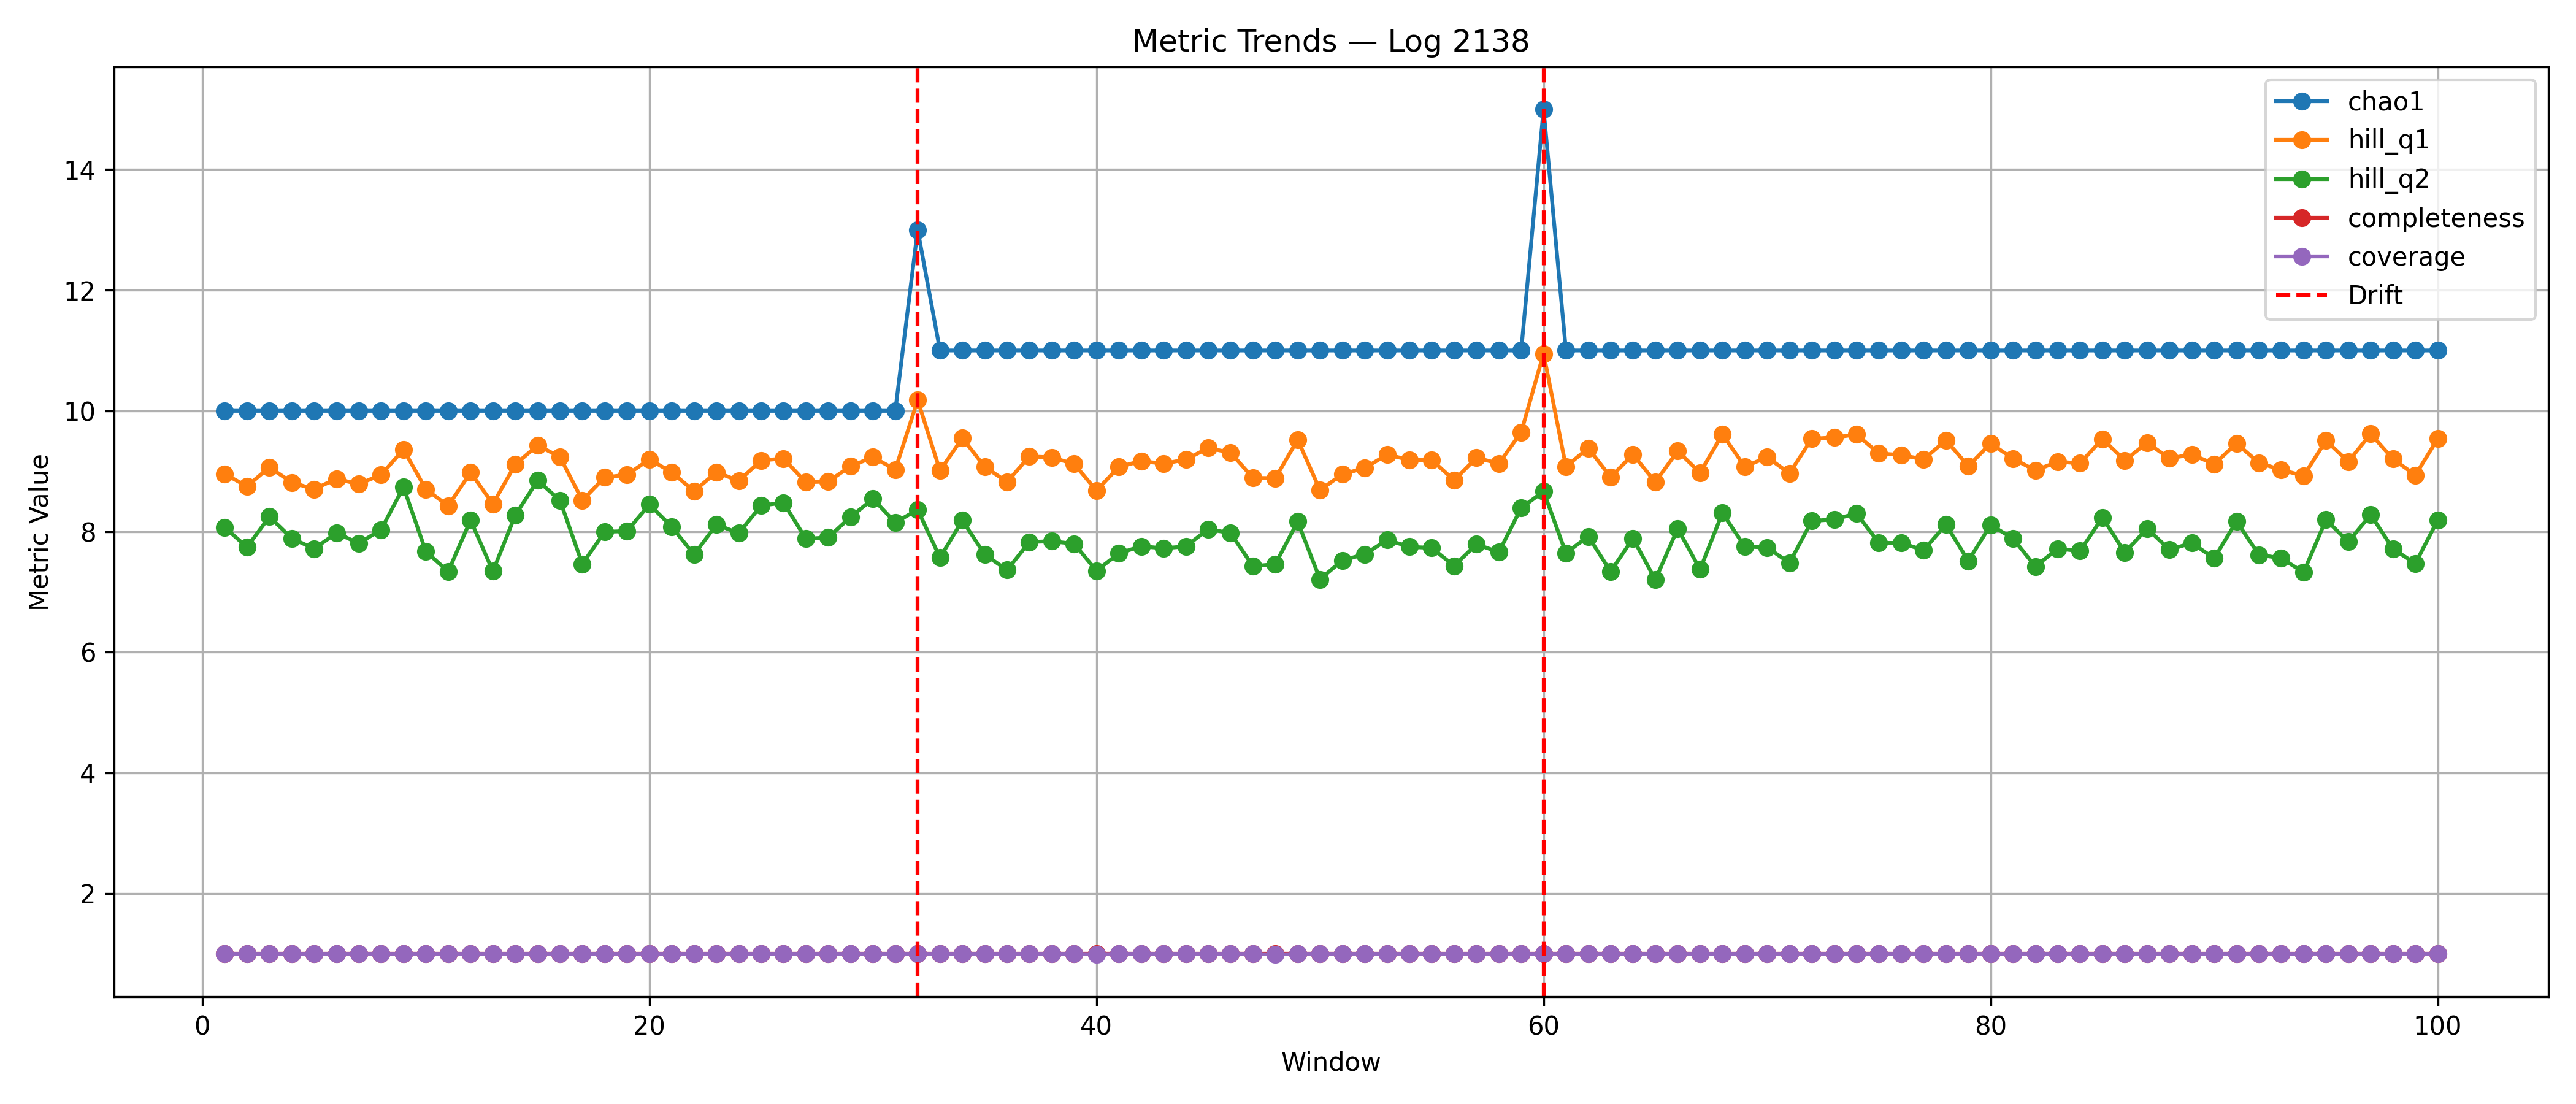 Metric Trends — Log 2138
chao1
hill_q1
hill_q2
completeness
coverage
Drift
Metric Value
14
12
10
8
6
4
2
0
20
40
60
80
100
Window